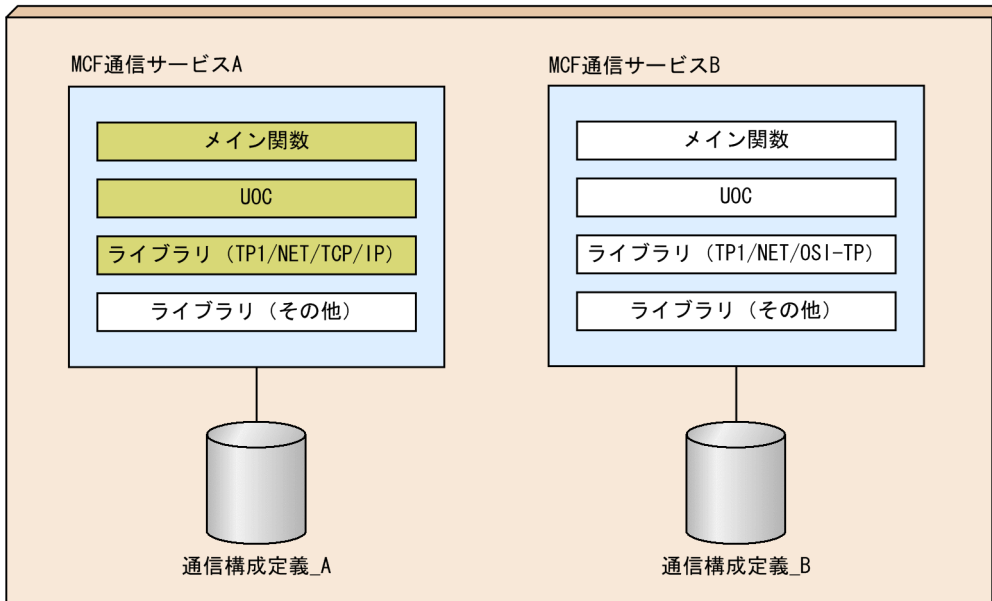 MCF通信サービスA
メイン関数
UOC
ライブラリ（TP1/NET/TCP/IP）
ライブラリ（その他）
通信構成定義_A
MCF通信サービスB
メイン関数
UOC
ライブラリ（TP1/NET/OSI-TP）
ライブラリ（その他）
通信構成定義_B